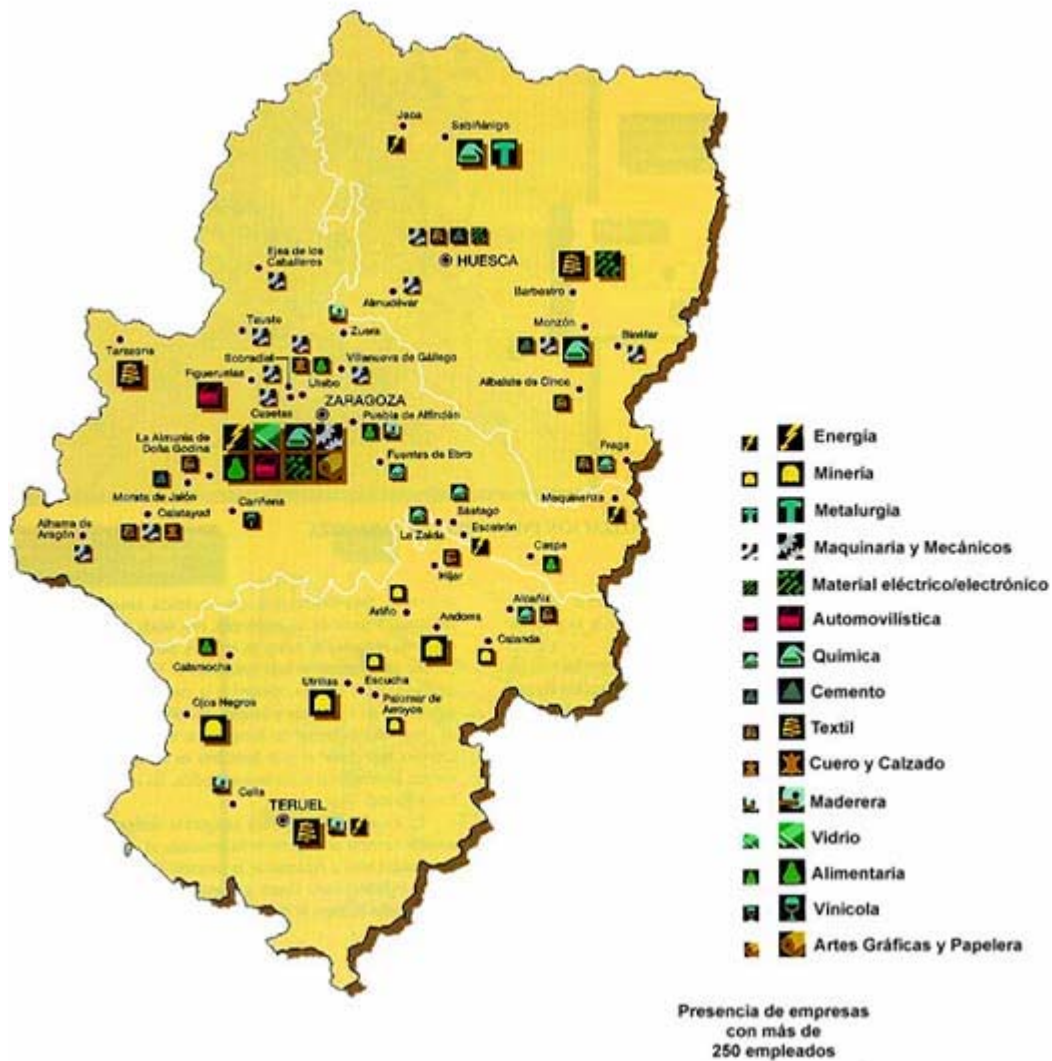 Jaca
Sabiñánigo
HUESCA
Ejea de los
Caballeros
Almudévar
Barbastro
Tauste
Zuera
Monzón
Binéfar
Tarazona
Sobradiel
Villanueva de Gállego
Figueruelas
Utebo
Albalate de Cinca
ZARAGOZA
Casetas
Puebla de Alfindén
La Almunia de
Doña Godina
Fuentes de Ebro
Fraga
Morata de Jalón
Cariñena
Mequinenza
Calatayud
Sástago
Alhama de
Aragón
La Zaida
Escatrón
Caspe
Híjar
Ariño
Alcañiz
Andorra
Calanda
Calamocha
Utrillas
Escucha
Palomar de
Arroyos
Ojos Negros
Cella
TERUEL
Energía
Minería
Metalurgia
Maquinaria y Mecánicos
Material eléctrico/electrónico
Automovilística
Química
Cemento
Textil
Cuero y Calzado
Maderera
Vidrio
Alimentaria
Vinícola
Artes Gráficas y Papelera
Presencia de empresas
con más de
250 empleados